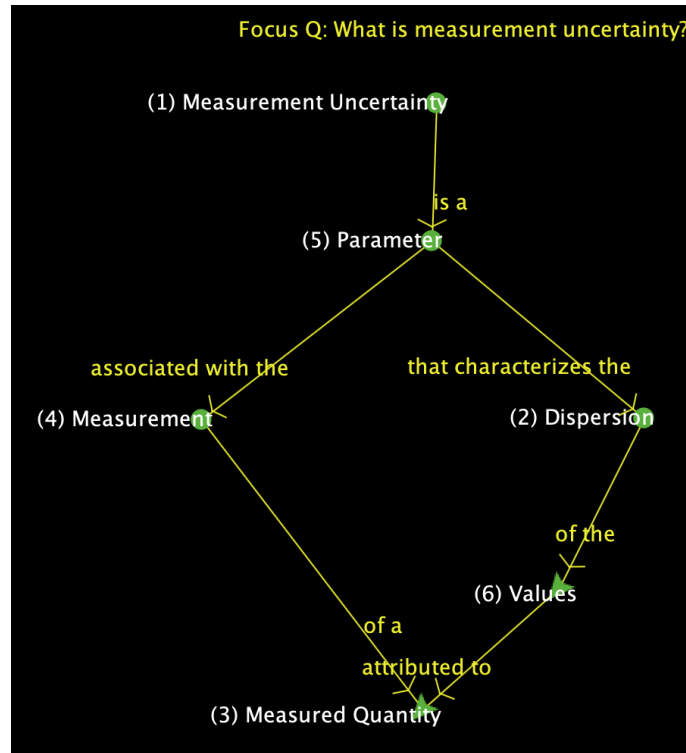 Focus Q: What is measurement uncertainty?
(1) Measurement Uncertainty
is a
(5) Parameter
associated with the
that characterizes the
(4) Measurement
(2) Dispersion
of the
(6) Values
of a
attributed to
(3) Measured Quantity